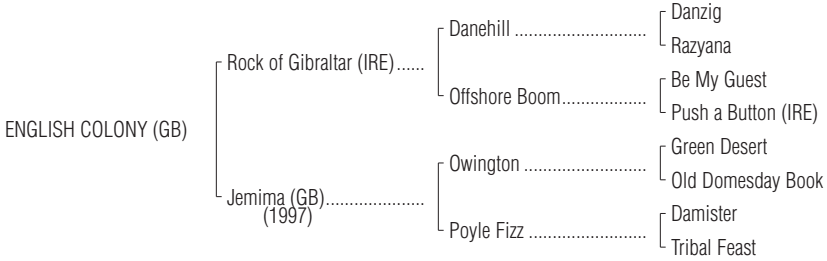 Danzig
Danehill ............................
Razyana
Rock of Gibraltar (IRE)......
Be My Guest
Offshore Boom..................
Push a Button (IRE)
ENGLISH COLONY (GB)
Green Desert
Owington ..........................
Old Domesday Book
Jemima (GB).....................
(1997)
Damister
Poyle Fizz .........................
Tribal Feast